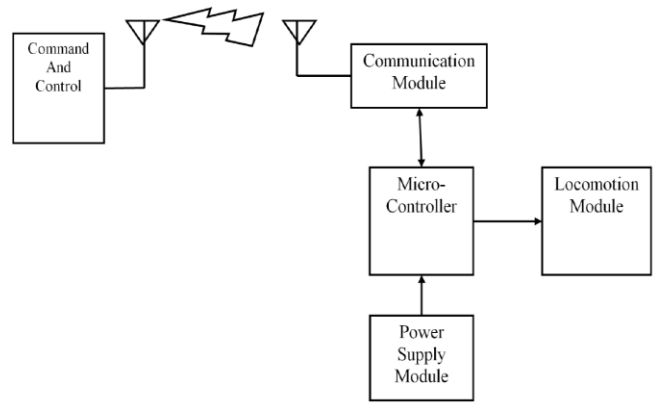 Command
And
Control
Communication
Module
Micro-
Controller
Locomotion
Module
Power
Supply
Module